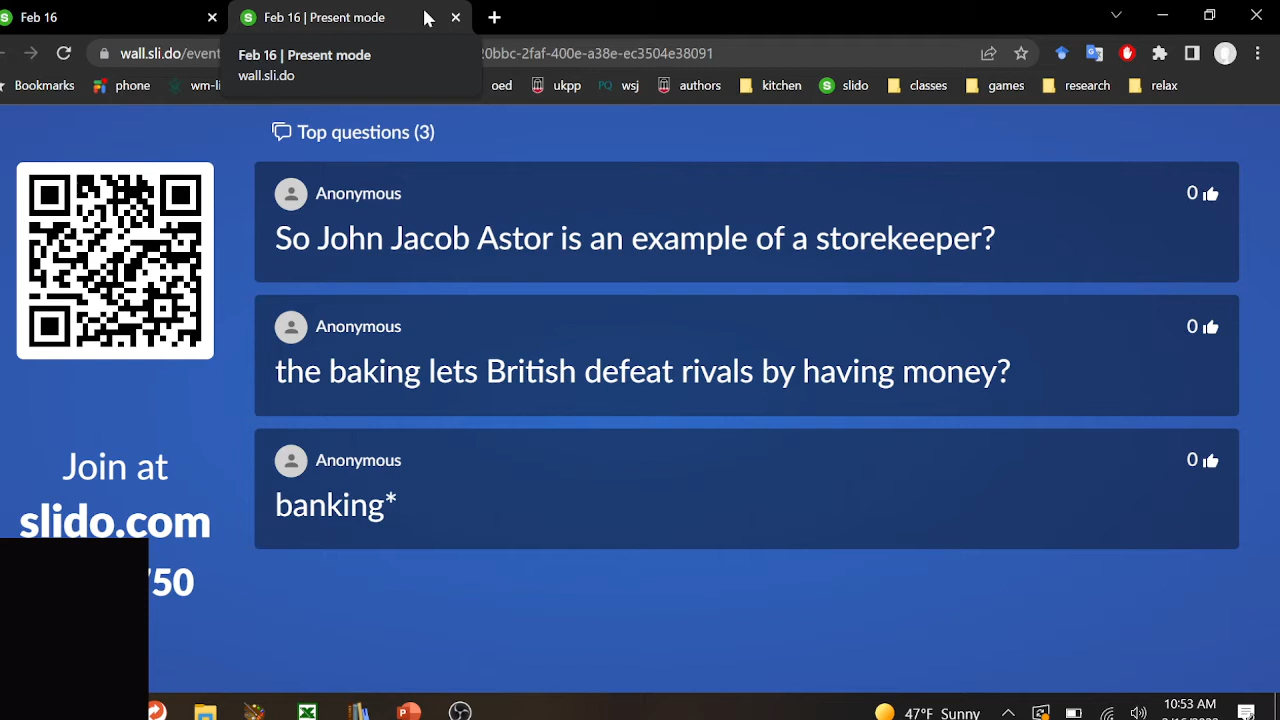 Feb 16
Feb 16 | Present mode
wall.sli.do/event
20bbc-2faf-400e-a38e-ec3504e38091
Feb 16 | Present mode
wall.sli.do
Bookmarks
phone
wm-li
oed
ukpp
PQ
wsj
authors
kitchen
slido
classes
games
research
relax
Top questions (3)
Anonymous
0
So John Jacob Astor is an example of a storekeeper?
Anonymous
0
the baking lets British defeat rivals by having money?
Anonymous
0
banking*
Join at
slido.com
50
47°F Sunny
10:53 AM